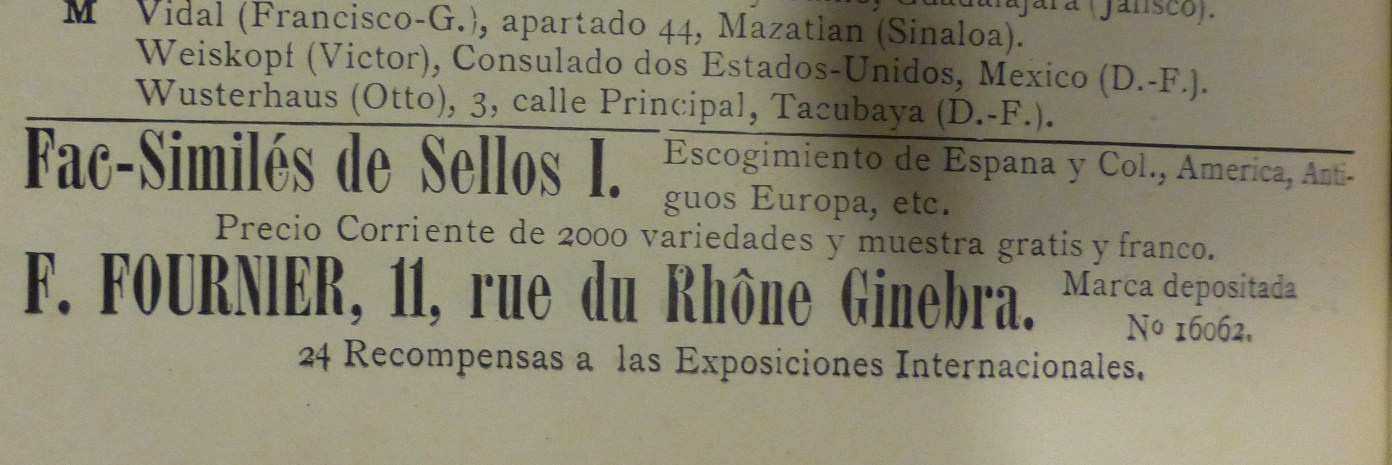 Guadalajara (Jalisco).
M Vidal (Francisco-G.), apartado 44, Mazatlan (Sinaloa).
Weiskopf (Victor), Consulado dos Estados-Unidos, Mexico (D.-F.).
Wusterhaus (Otto), 3, calle Principal, Tacubaya (D.-F.).
Fac-Similés de Sellos I. Escogimiento de Espana y Col., America, Anti-
guos Europa, etc.
Precio Corriente de 2000 variedades y muestra gratis y franco.
F. FOURNIER, 11, rue du Rhône Ginebra. Marca depositada
No 16062.
24 Recompensas a las Exposiciones Internacionales.